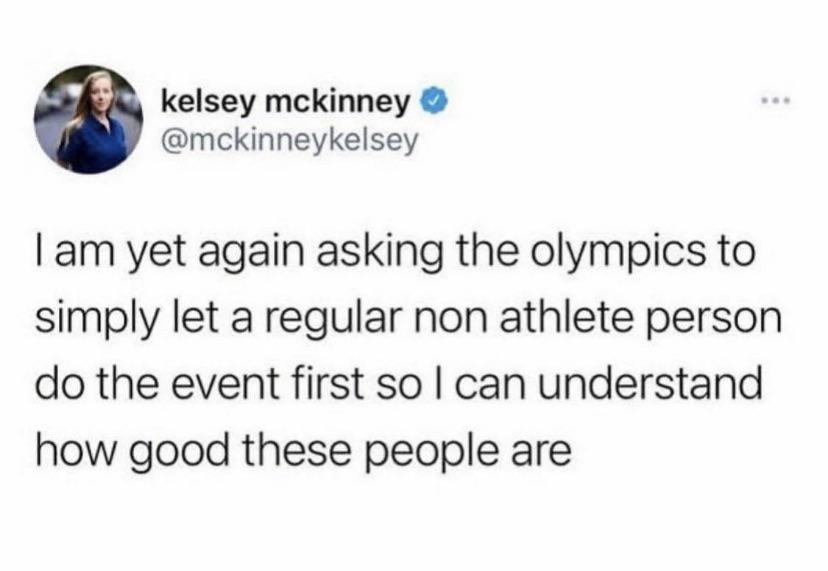 kelsey mckinney
@mckinneykelsey
I am yet again asking the olympics to
simply let a regular non athlete person
do the event first so I can understand
how good these people are